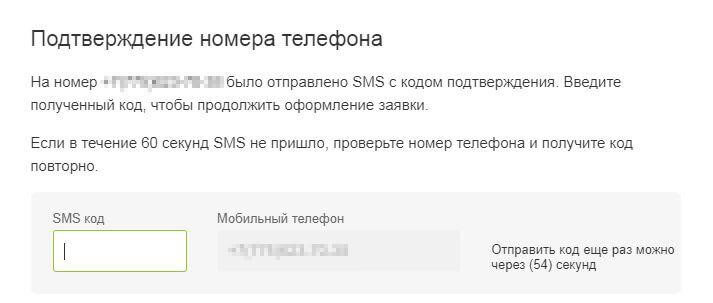 Подтверждение номера телефона
На номер было отправлено SMS с кодом подтверждения. Введите
полученный код, чтобы продолжить оформление заявки.
Если в течение 60 секунд SMS не пришло, проверьте номер телефона и получите код
повторно.
SMS код
Мобильный телефон
Отправить код еще раз можно
через (54) секунд